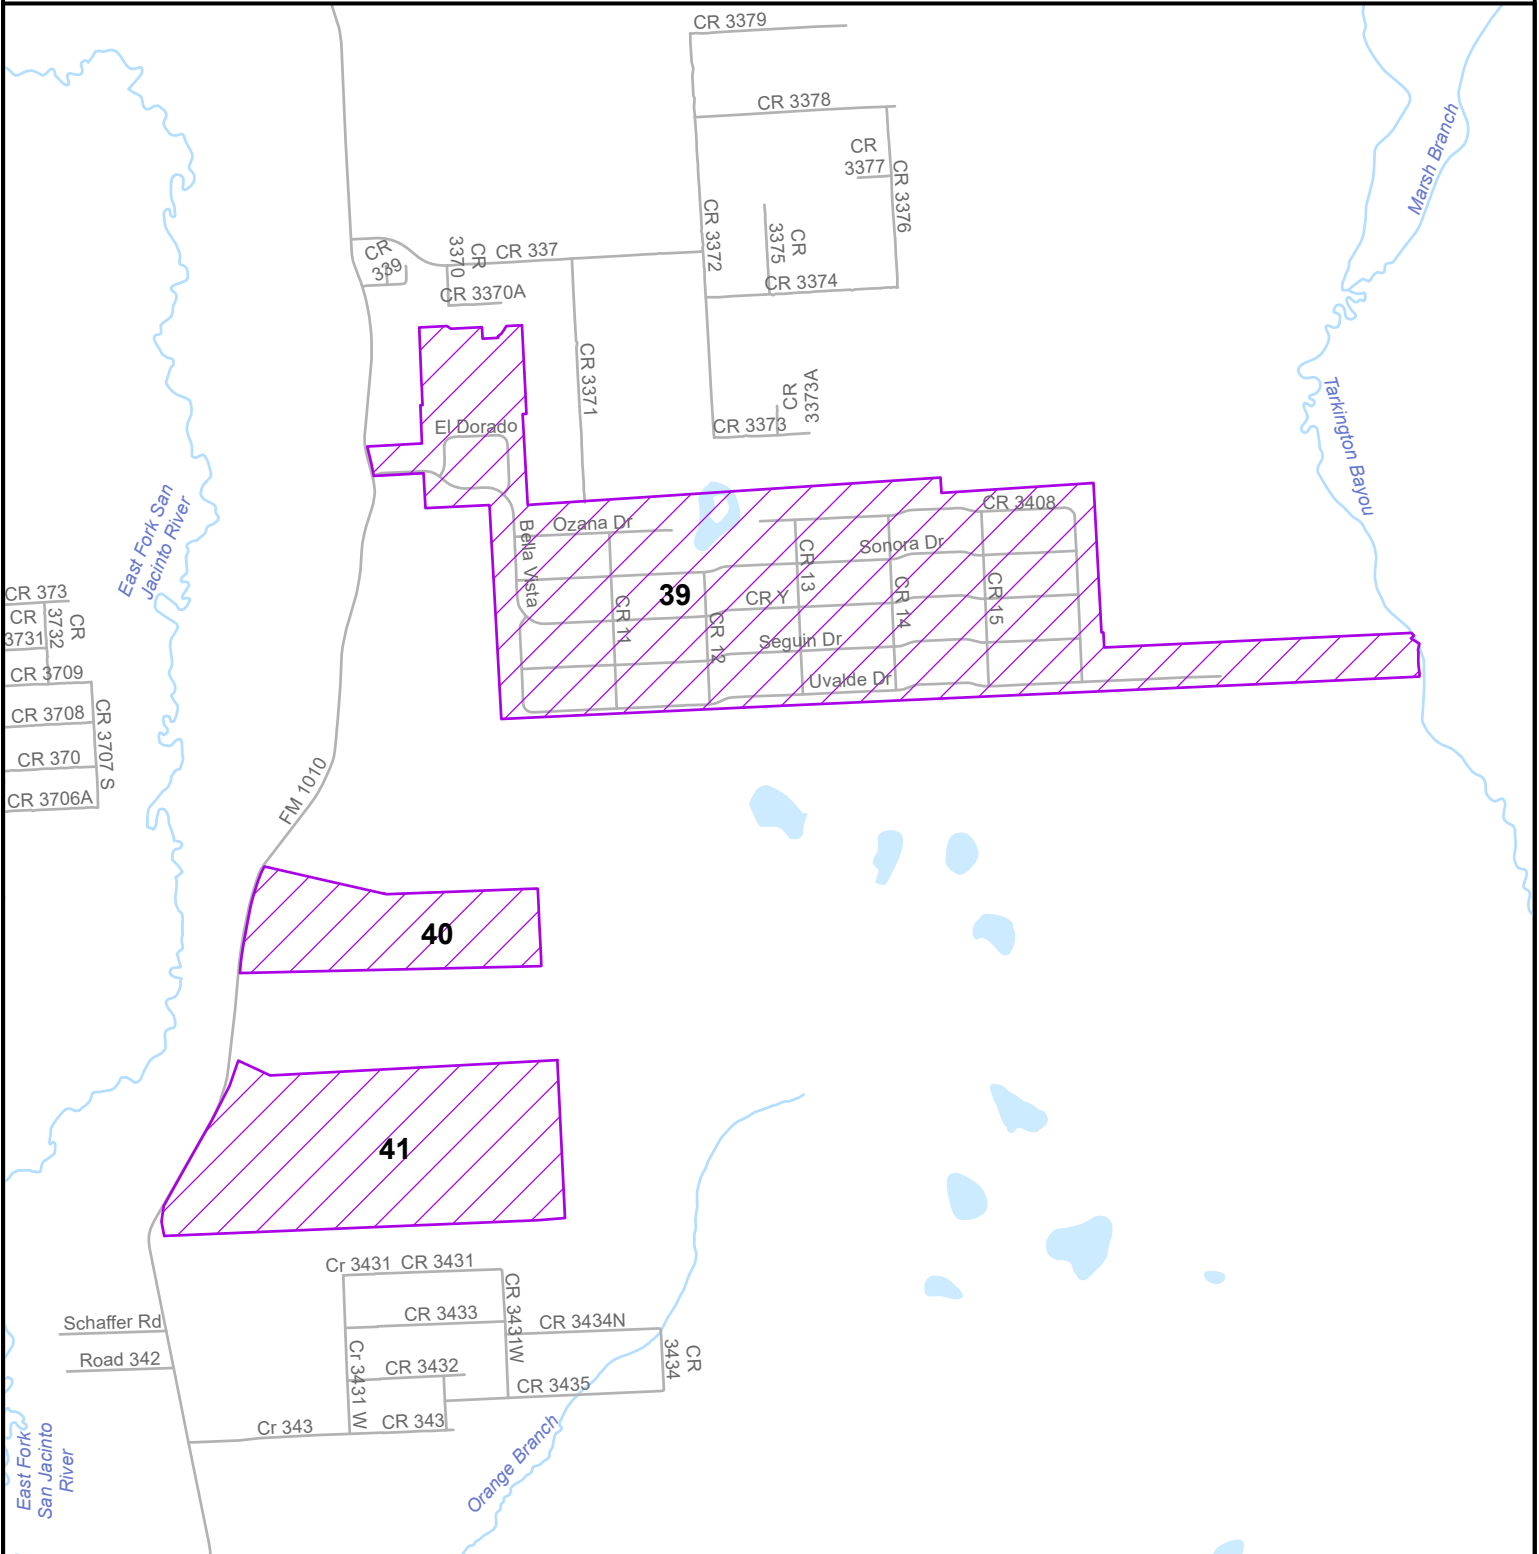 CR 3379
CR 3378
CR
3377
CR 3376
Marsh Branch
CR 3372
CR
3375
CR 337
CR
3370
CR
339
CR 3374
CR 3370A
CR 3371
CR
3373A
CR 3373
Tarkington Bayou
El Dorado
East Fork San
Jacinto River
CR 3408
Ozana Dr
Bella Vista
Sonora Dr
CR 13
CR 14
CR 15
39
CR Y
CR 11
CR 12
Seguin Dr
Uvalde Dr
CR 373
CR
3731
CR
3732
CR 3709
CR 3708
CR 3707 S
CR 370
CR 3706A
FM 1010
40
41
Cr 3431
CR 3431
CR 3433
CR 3431W
CR 3434N
Schaffer Rd
Road 342
Cr 3431 W
CR 3432
CR
3434
CR 3435
Cr 343
CR 343
Orange Branch
East Fork
San Jacinto
River